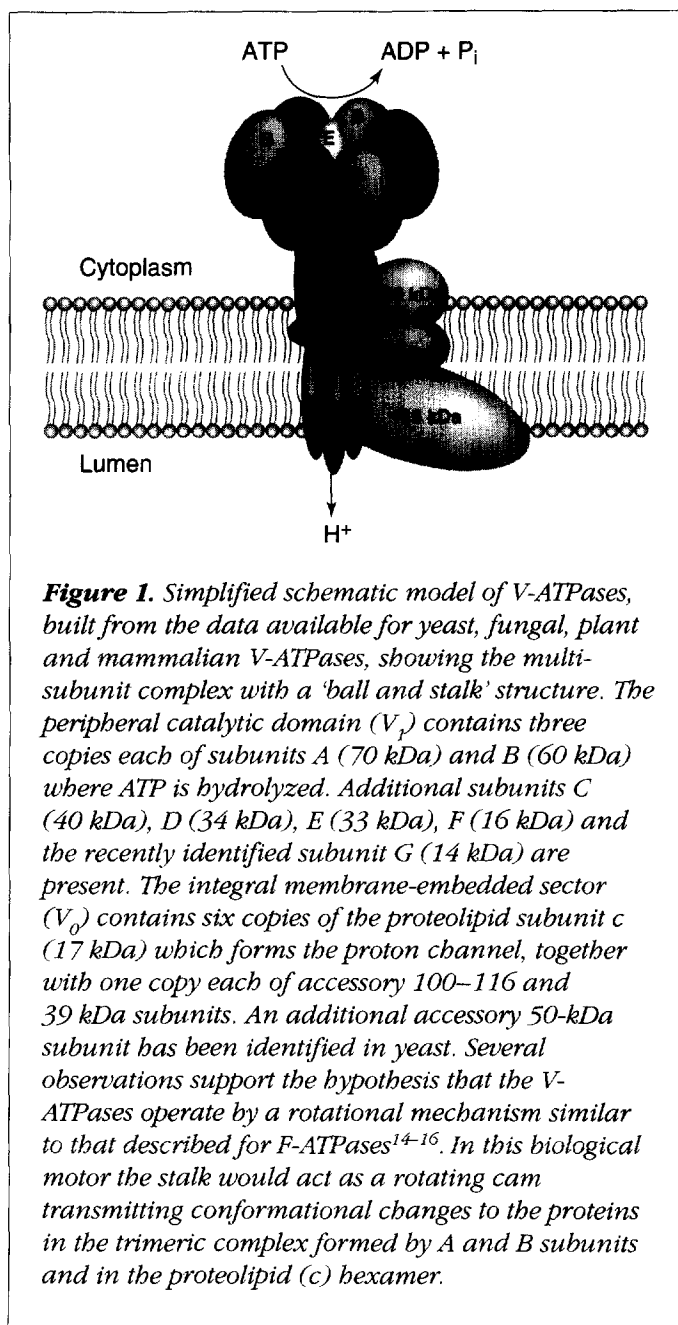 ATP ADP + Pi
E
Cytoplasm
kDa
Lumen
H+
Figure 1. Simplified schematic model of V-ATPases,
built from the data available for yeast, fungal, plant
and mammalian V-ATPases, showing the multi-
subunit complex with a 'ball and stalk' structure. The
peripheral catalytic domain (V1) contains three
copies each of subunits A (70 kDa) and B (60 kDa)
where ATP is hydrolyzed. Additional subunits C
(40 kDa), D (34 kDa), E (33 kDa), F (16 kDa) and
the recently identified subunit G (14 kDa) are
present. The integral membrane-embedded sector
(V0) contains six copies of the proteolipid subunit c
(17 kDa) which forms the proton channel, together
with one copy each of accessory 100–116 and
39 kDa subunits. An additional accessory 50-kDa
subunit has been identified in yeast. Several
observations support the hypothesis that the V-
ATPases operate by a rotational mechanism similar
to that described for F-ATPases14–16. In this biological
motor the stalk would act as a rotating cam
transmitting conformational changes to the proteins
in the trimeric complex formed by A and B subunits
and in the proteolipid (c) hexamer.